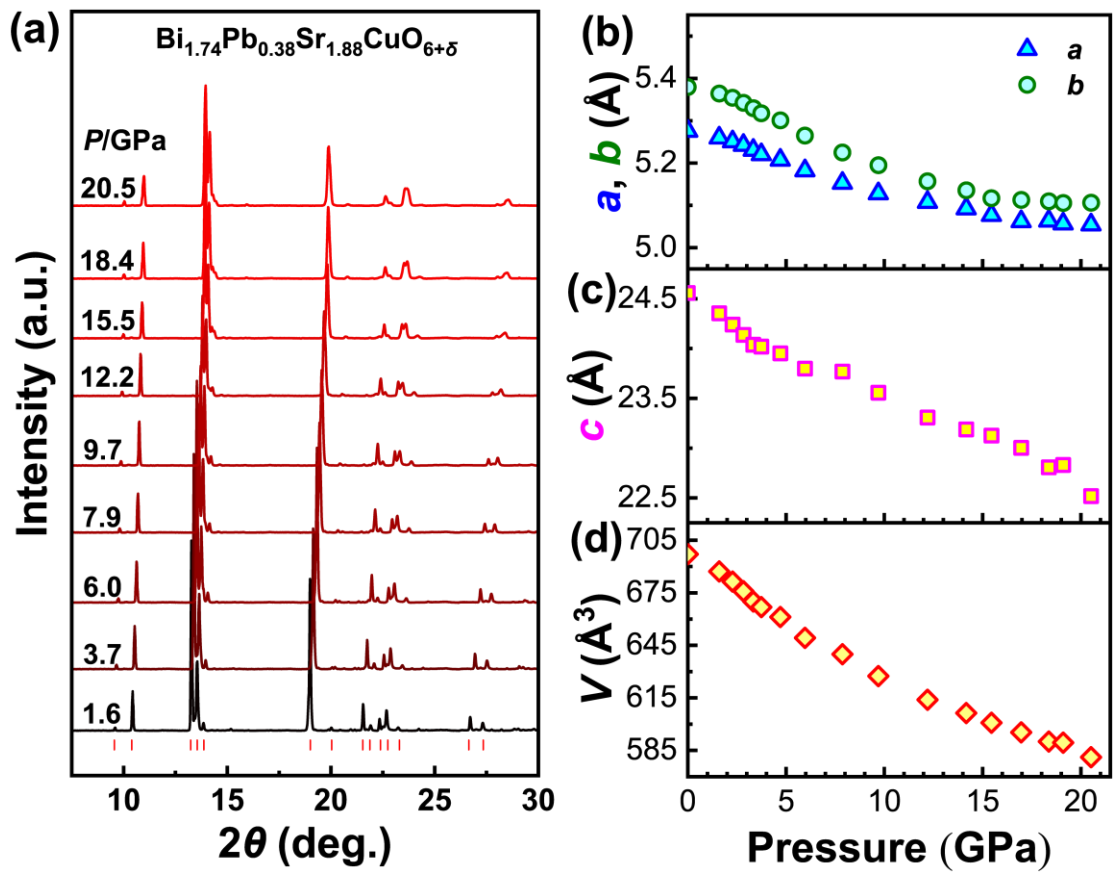 (a)
Bi1.74Pb0.38Sr1.88CuO6+δ
P/GPa
20.5
18.4
15.5
12.2
9.7
7.9
6.0
3.7
1.6
Intensity (a.u.)
10 15 20 25 30
2θ (deg.)
(b)
a
b
5.4
5.2
5.0
a, b (Å)
(c)
24.5
23.5
22.5
c (Å)
(d)
705
675
645
615
585
V (Å3)
0 5 10 15 20
Pressure (GPa)